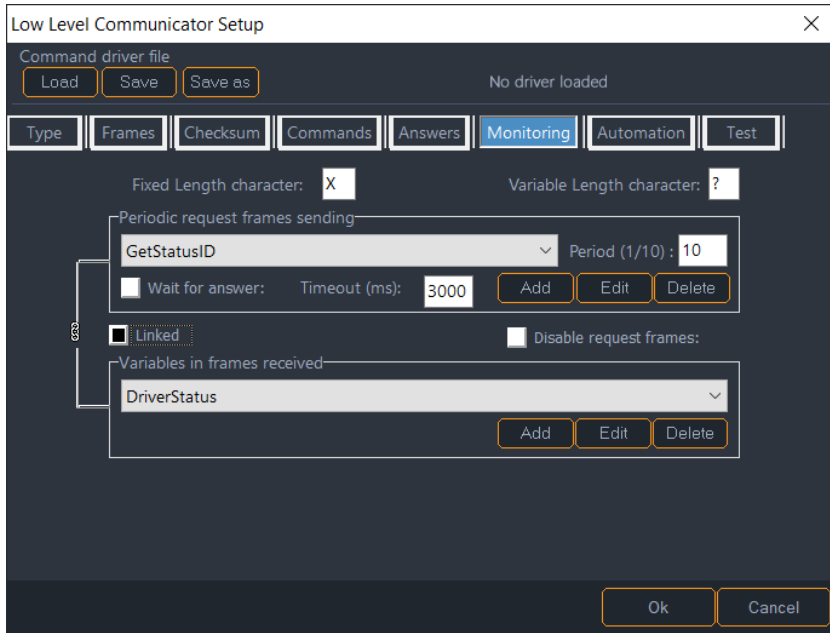 Low Level Communicator Setup
Command driver file
Load Save Save as No driver loaded
Type Frames Checksum Commands Answers Monitoring Automation Test
Fixed Length character: X Variable Length character: ?
Periodic request frames sending
GetStatusID Period (1/10) : 10
Wait for answer: Timeout (ms): 3000 Add Edit Delete
Linked Disable request frames:
Variables in frames received
DriverStatus
Add Edit Delete
Ok Cancel